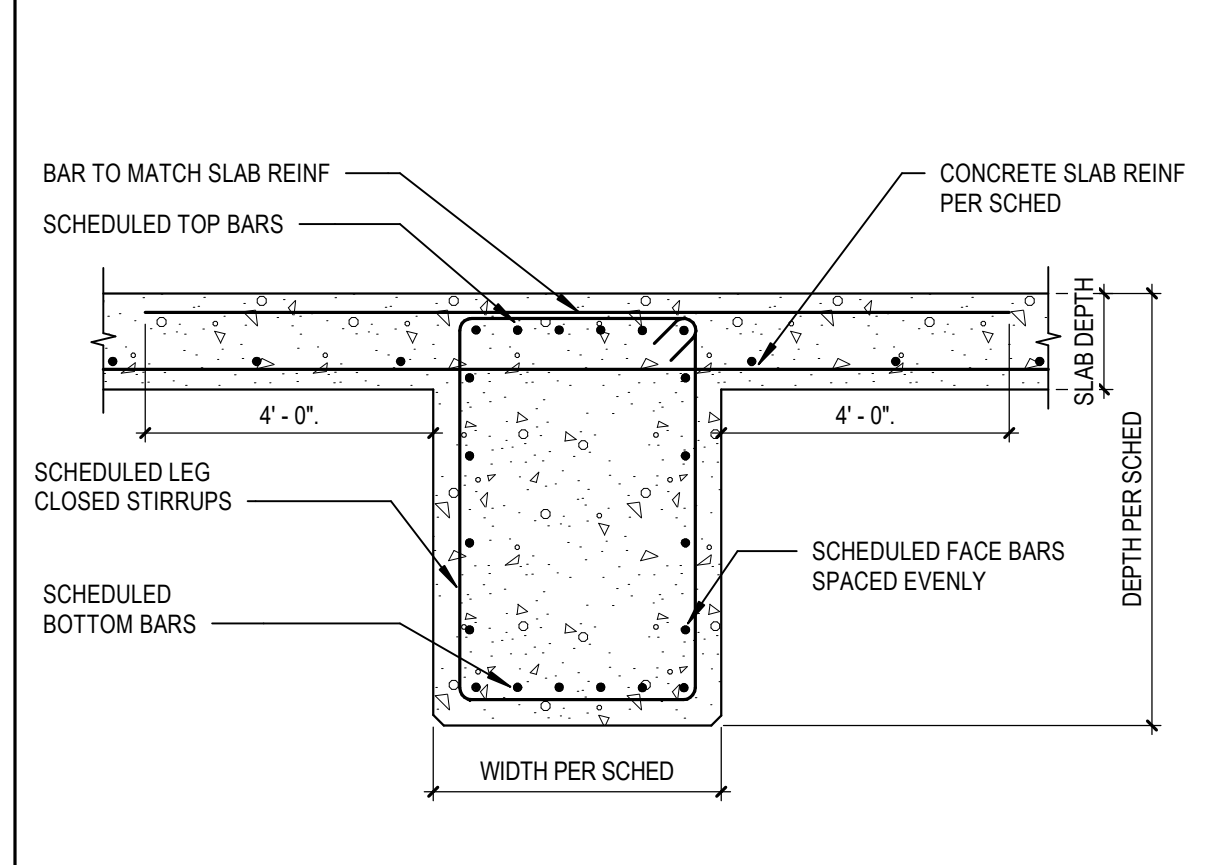 BAR TO MATCH SLAB REINF
SCHEDULED TOP BARS
CONCRETE SLAB REINF
PER SCHED
SLAB DEPTH
4' - 0".
4' - 0".
DEPTH PER SCHED
SCHEDULED LEG
CLOSED STIRRUPS
SCHEDULED FACE BARS
SPACED EVENLY
SCHEDULED
BOTTOM BARS
WIDTH PER SCHED